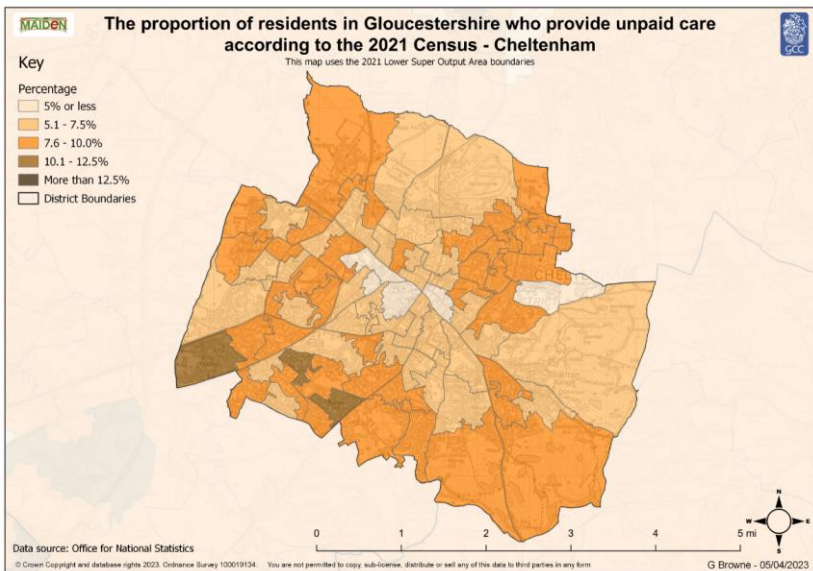 MAIDEN
The proportion of residents in Gloucestershire who provide unpaid care
according to the 2021 Census - Cheltenham
This map uses the 2021 Lower Super Output Area boundaries
GCC
Key
Percentage
5% or less
5.1 - 7.5%
7.6 - 10.0%
10.1 - 12.5%
More than 12.5%
District Boundaries
N
W E
S
0 1 2 3 4 5 mi
Data source: Office for National Statistics
© Crown Copyright and database rights 2023. Ordnance Survey 100019134. You are not permitted to copy, sub-license, distribute or sell any of this data to third parties in any form
G Browne - 05/04/2023